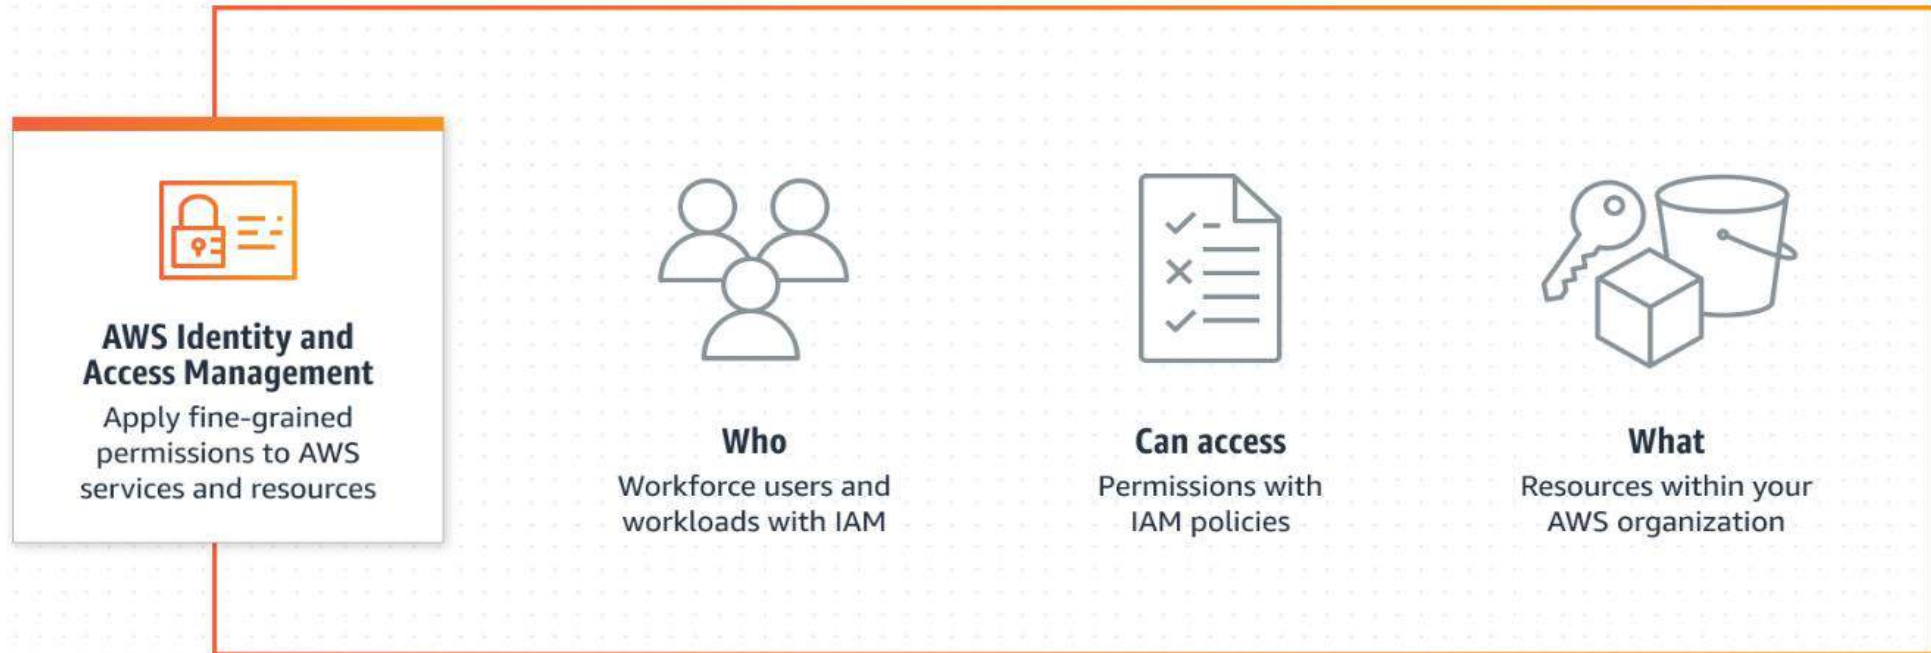 AWS Identity and
Access Management
Apply fine-grained
permissions to AWS
services and resources
Who
Workforce users and
workloads with IAM
Can access
Permissions with
IAM policies
What
Resources within your
AWS organization